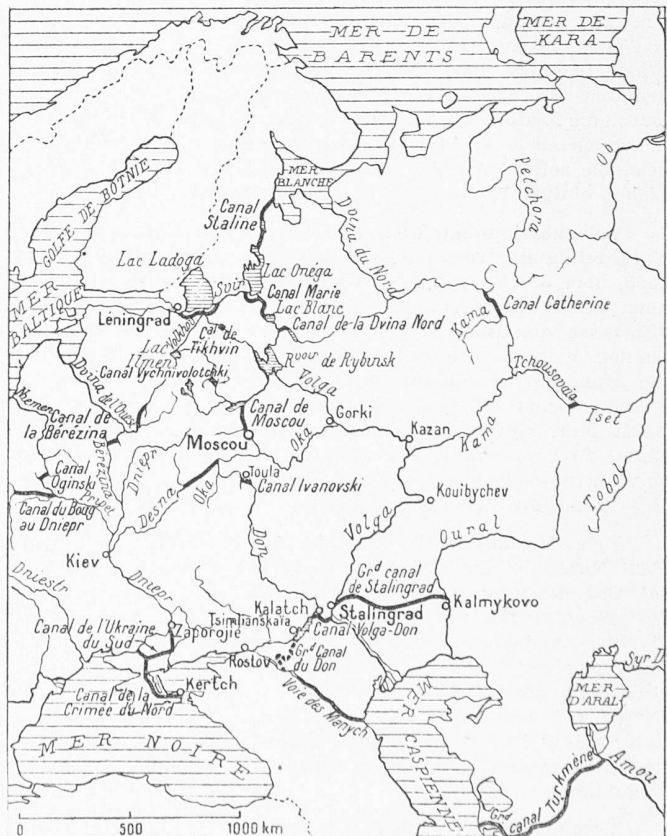 MER DE
BARENTS
MER DE
KARA
MER
BLANCHE
Petchora
Ob
GOLFE DE BOTNIE
Canal
Staline
Dvina du Nord
Lac Ladoga
Svir
Lac Onéga
Canal Marie
Lac Blanc
Canal Catherine
MER
BALTIQUE
Léningrad
Volkhov
Cal de
Tikhvin
Canal de la Dvina Nord
Kama
Lac
Ilmen
Rvoir de Rybinsk
Tchousovaïa
Canal Vychnivolotchki
Volga
Iset
Niemen
Dvina de l'Ouest
Canal de
la Bérézina
Canal de
Moscou
Gorki
Moscou
Oka
Kazan
Kama
Bérézina
Dniepr
Canal
Oginski
Pripet
Desna
Oka
Toula
Canal Ivanovski
Kouibychev
Tobol
Canal du Boug
au Dniepr
Volga
Oural
Kiev
Don
Grd canal
de Stalingrad
Dniestr
Dniepr
Kalatch
Stalingrad
Kalmykovo
Tsimlianskaïa
Canal Volga-Don
Canal de l'Ukraine
du Sud
Zaporojié
Grd Canal
du Don
Syr D
Rostov
Kertch
Canal de la
Crimée du Nord
Voie des Manych
MER
D'ARAL
MER NOIRE
MER CASPIENNE
Amou
Grd canal Turkmène
0 500 1000 km